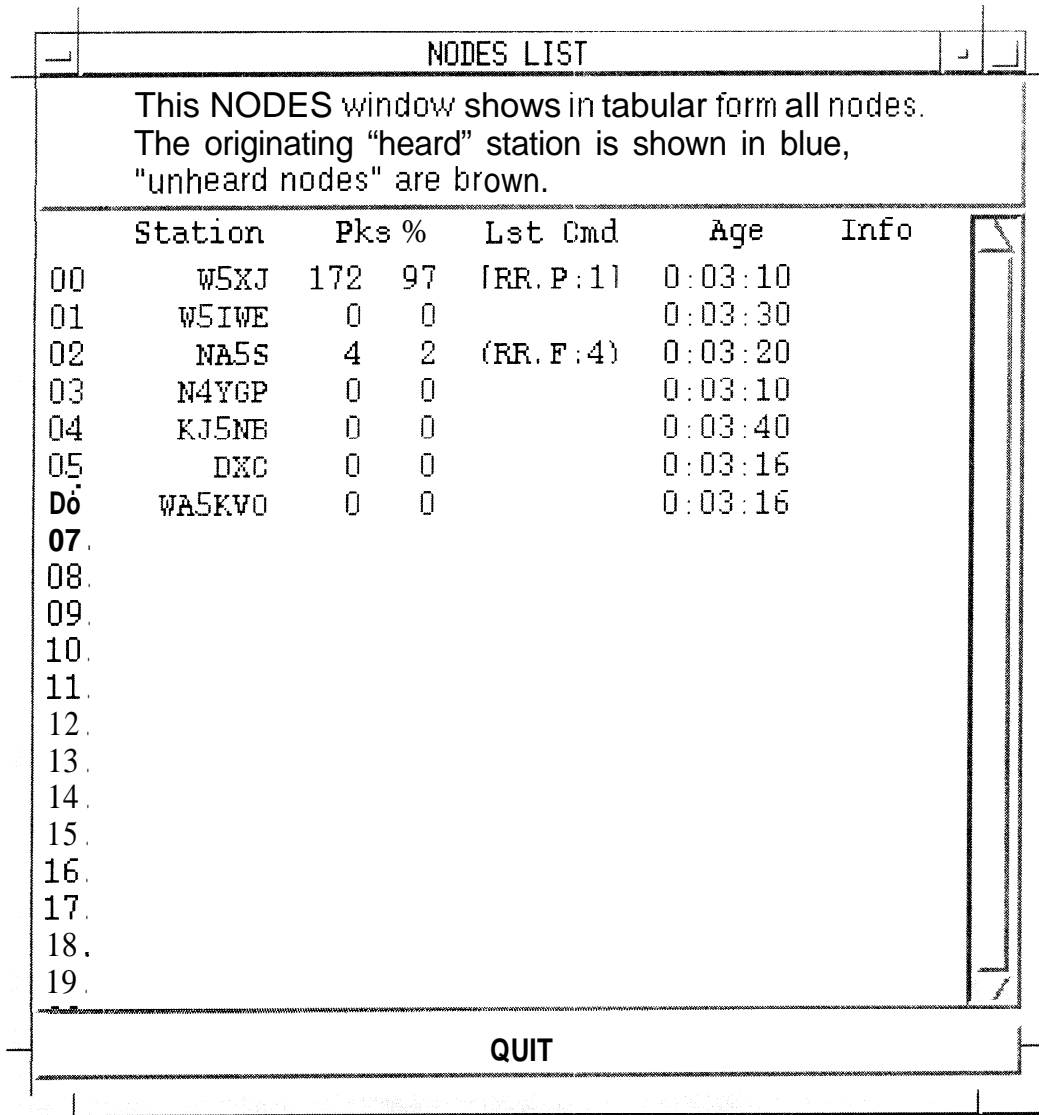 NODES LIST
This NODES window shows in tabular form all nodes.
The originating “heard” station is shown in blue,
"unheard nodes" are brown.
Station Pks % Lst Cmd Age Info
00 W5XJ 172 97 [RR.P:1] 0:03:10
01 W5IWE 0 0 0:03:30
02 NA5S 4 2 (RR.F:4) 0:03:20
03 N4YGP 0 0 0:03:10
04 KJ5NB 0 0 0:03:40
05 DXC 0 0 0:03:16
Dó WA5KVO 0 0 0:03:16
07.
08.
09.
10.
11.
12.
13.
14.
15.
16.
17.
18.
19.
QUIT